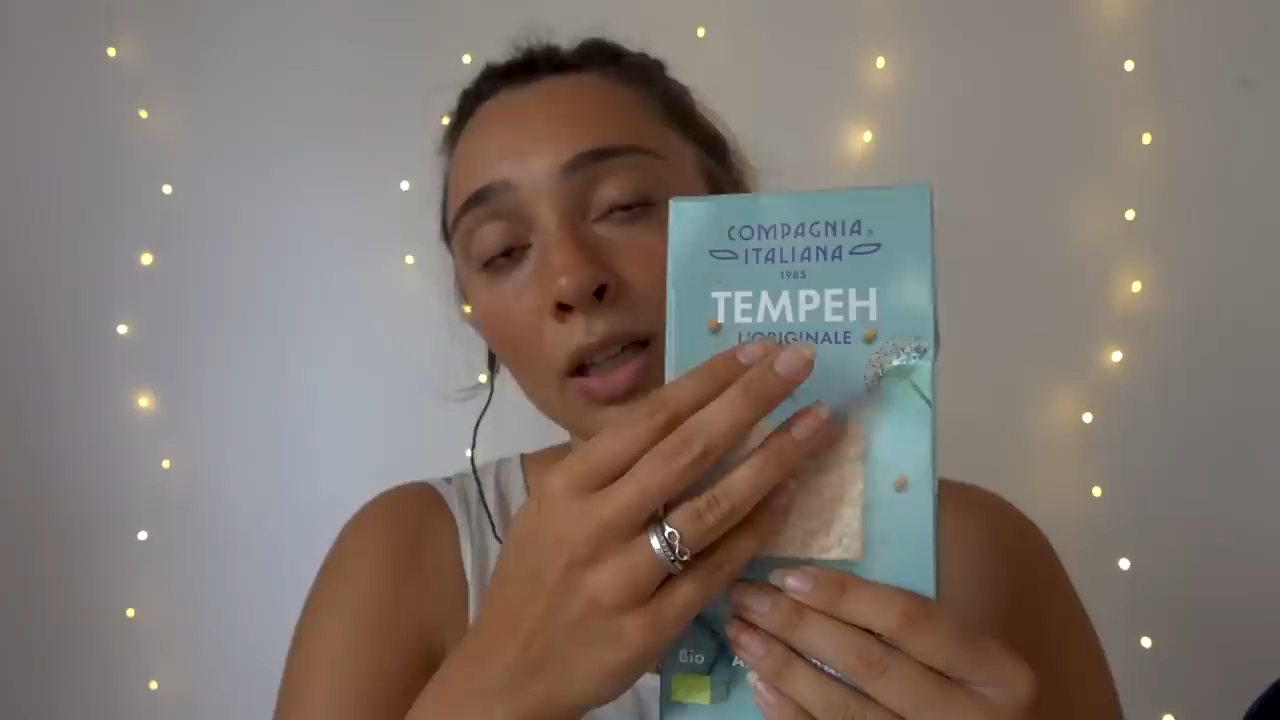 COMPAGNIA
ITALIANA
1985
TEMPEH
L'ORIGINALE
Bio